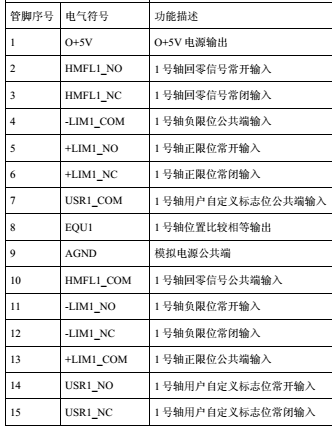 管脚序号 电气符号 功能描述
1 O+5V O+5V 电源输出
2 HMFL1_NO 1 号轴回零信号常开输入
3 HMFL1_NC 1 号轴回零信号常闭输入
4 -LIM1_COM 1 号轴负限位公共端输入
5 +LIM1_NO 1 号轴正限位常开输入
6 +LIM1_NC 1 号轴正限位常闭输入
7 USR1_COM 1 号轴用户自定义标志位公共端输入
8 EQU1 1 号轴位置比较相等输出
9 AGND 模拟电源公共端
10 HMFL1_COM 1 号轴回零信号公共端输入
11 -LIM1_NO 1 号轴负限位常开输入
12 -LIM1_NC 1 号轴负限位常闭输入
13 +LIM1_COM 1 号轴正限位公共端输入
14 USR1_NO 1 号轴用户自定义标志位常开输入
15 USR1_NC 1 号轴用户自定义标志位常闭输入